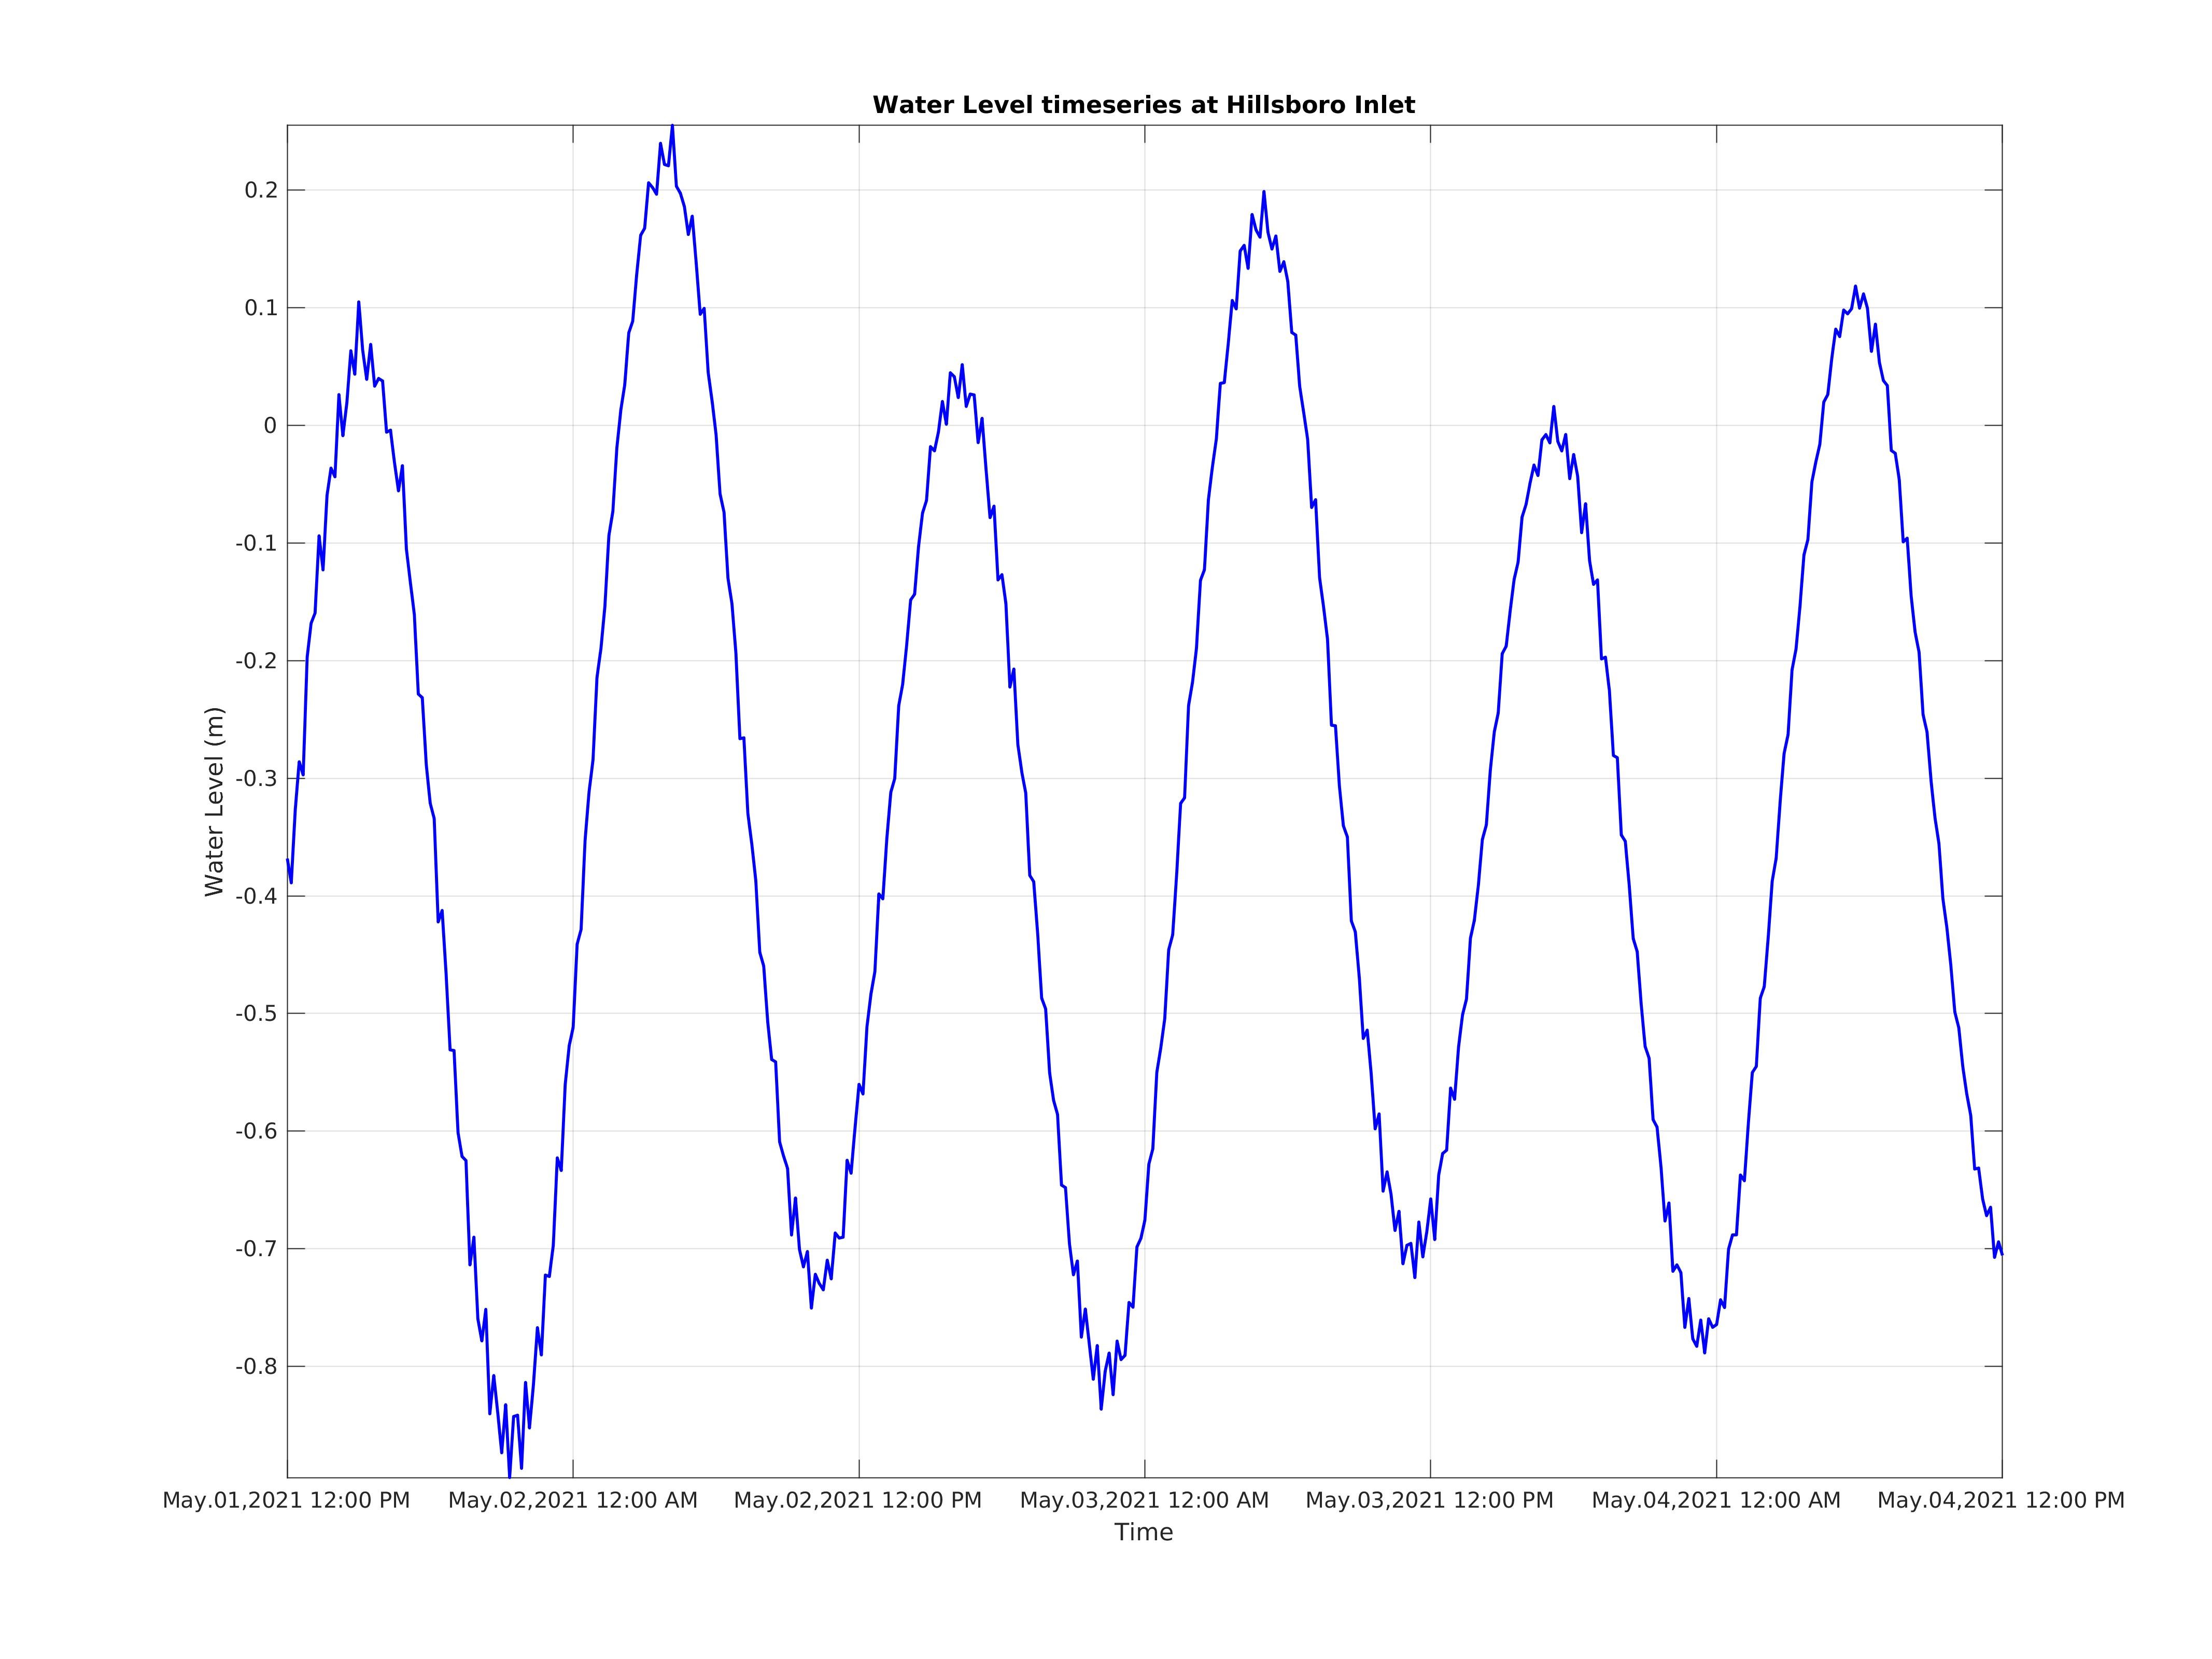 Water Level timeseries at Hillsboro Inlet
0.2
0.1
0
-0.1
-0.2
-0.3
-0.4
-0.5
-0.6
-0.7
-0.8
Water Level (m)
May.01,2021 12:00 PM May.02,2021 12:00 AM May.02,2021 12:00 PM May.03,2021 12:00 AM May.03,2021 12:00 PM May.04,2021 12:00 AM May.04,2021 12:00 PM
Time